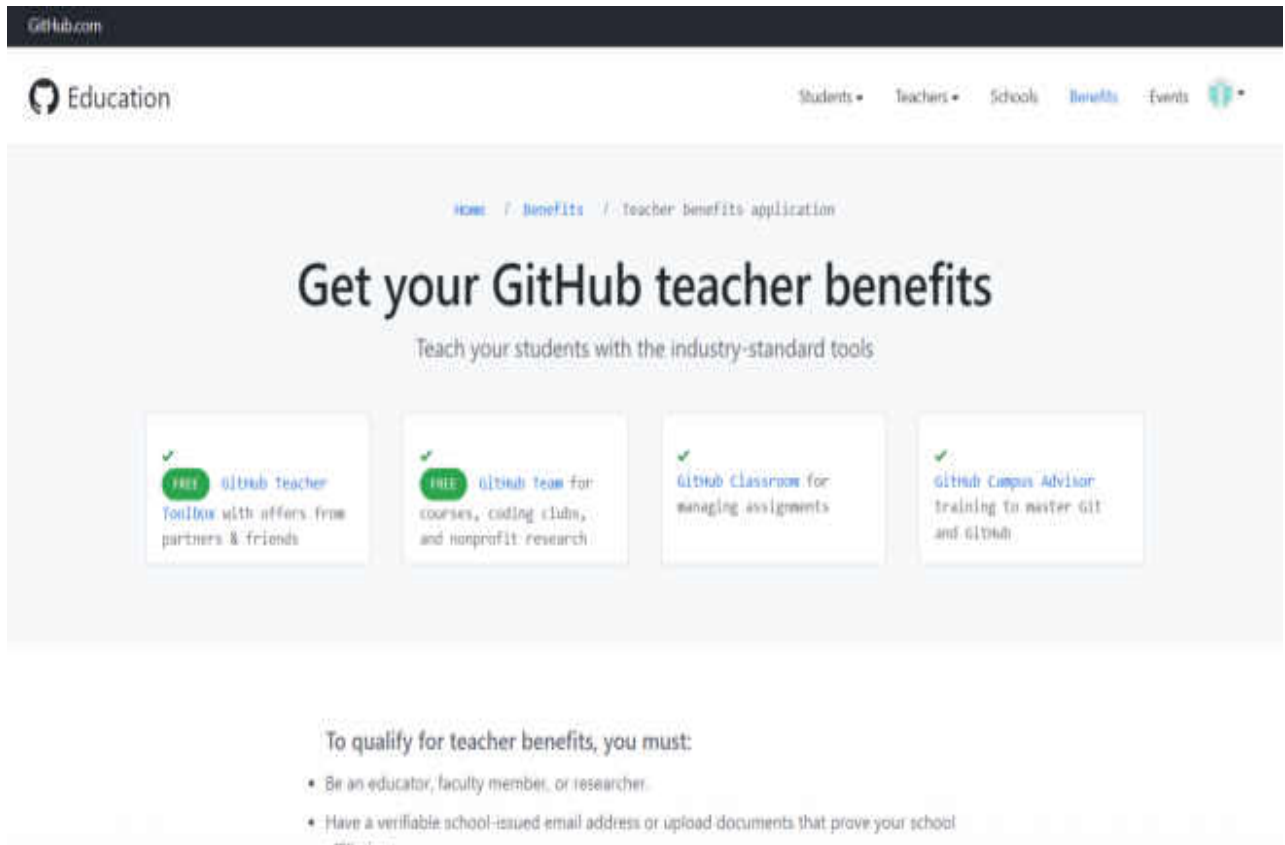 GitHub.com
Education
Students
Teachers
Schools
Benefits
Events
Home / Benefits / Teacher benefits application
Get your GitHub teacher benefits
Teach your students with the industry-standard tools
FREE GitHub Teacher
Toolbox with offers from
partners & friends
FREE GitHub Team for
courses, coding clubs,
and nonprofit research
GitHub Classroom for
managing assignments
GitHub Campus Advisor
training to master Git
and GitHub
To qualify for teacher benefits, you must:
• Be an educator, faculty member, or researcher.
• Have a verifiable school-issued email address or upload documents that prove your school